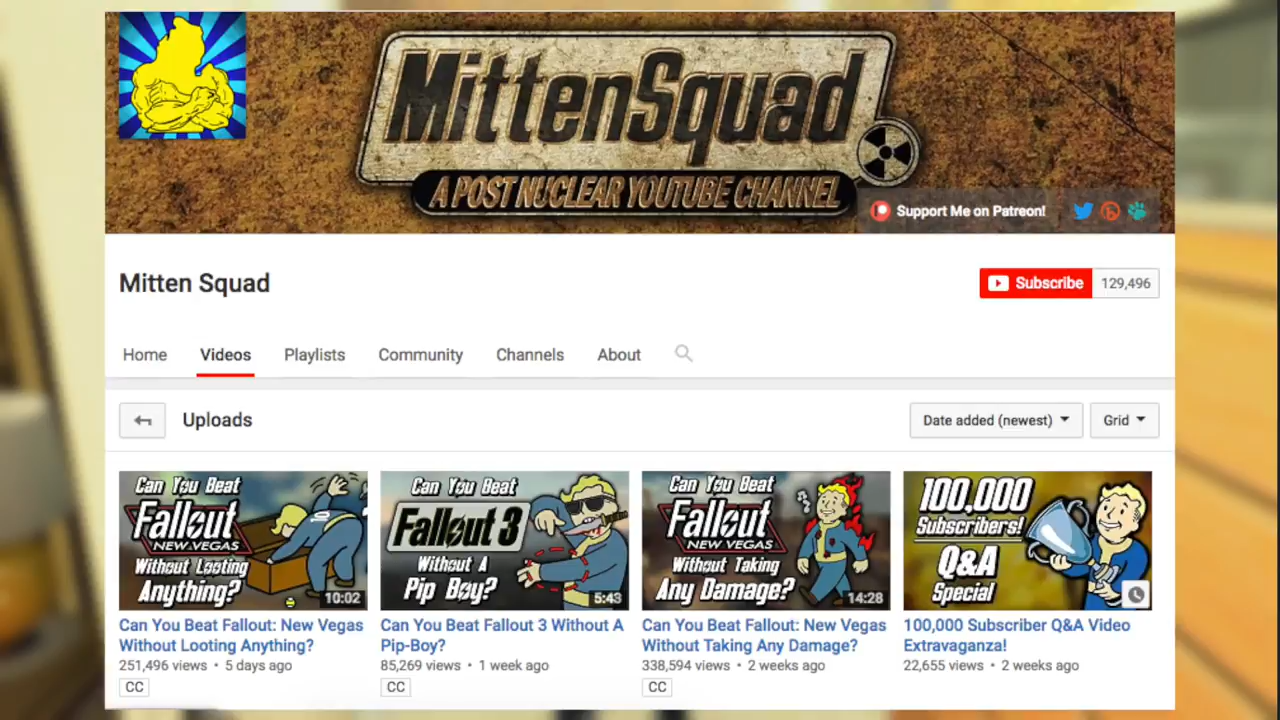 MittenSquad
A POST NUCLEAR YOUTUBE CHANNEL
Support Me on Patreon!
Mitten Squad
Subscribe 129,496
Home Videos Playlists Community Channels About
Uploads
Date added (newest) Grid
Can You Beat
Fallout
NEW VEGAS
Without Looting
Anything?
10:02
Can You Beat
Fallout 3
Without A
Pip Boy?
5:43
Can You Beat
Fallout
NEW VEGAS
Without Taking
Any Damage?
14:28
100,000
Subscribers!
Q&A
Special
Can You Beat Fallout: New Vegas
Without Looting Anything?
251,496 views • 5 days ago
CC
Can You Beat Fallout 3 Without A
Pip-Boy?
85,269 views • 1 week ago
CC
Can You Beat Fallout: New Vegas
Without Taking Any Damage?
338,594 views • 2 weeks ago
CC
100,000 Subscriber Q&A Video
Extravaganza!
22,655 views • 2 weeks ago